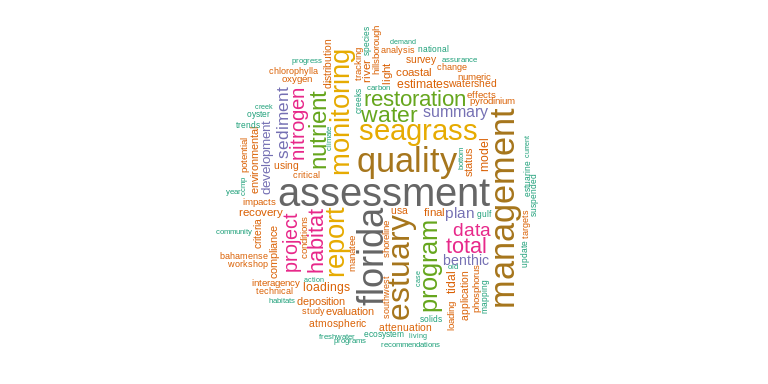 demand
species
analysis
national
progress
distribution
monitoring
tracking
river
hillsborough
survey
assurance
chlorophylla
light
coastal
change
oxygen
carbon
estimates
watershed
numeric
sediment
nitrogen
nutrient
greeks
restoration
effects
pyrodinium
creek
oyster
water
summary
trends
climate
seagrass
development
environmental
potential
quality
bottom
status
model
management
current
estuarine
suspended
using
critical
year
ccmp
assessment
impacts
recovery
project
habitat
report
florida
usa
final
plan
gulf
targets
community
criteria
conditions
manatee
shoreline
estuary
program
data
total
compliance
benthic
update
bahamense
workshop
old
interagency
action
case
tidal
phosphorus
technical
loadings
southwest
application
mapping
habitats
deposition
loading
study
evaluation
solids
atmospheric
attenuation
freshwater
programs
ecosystem
living
recommendations